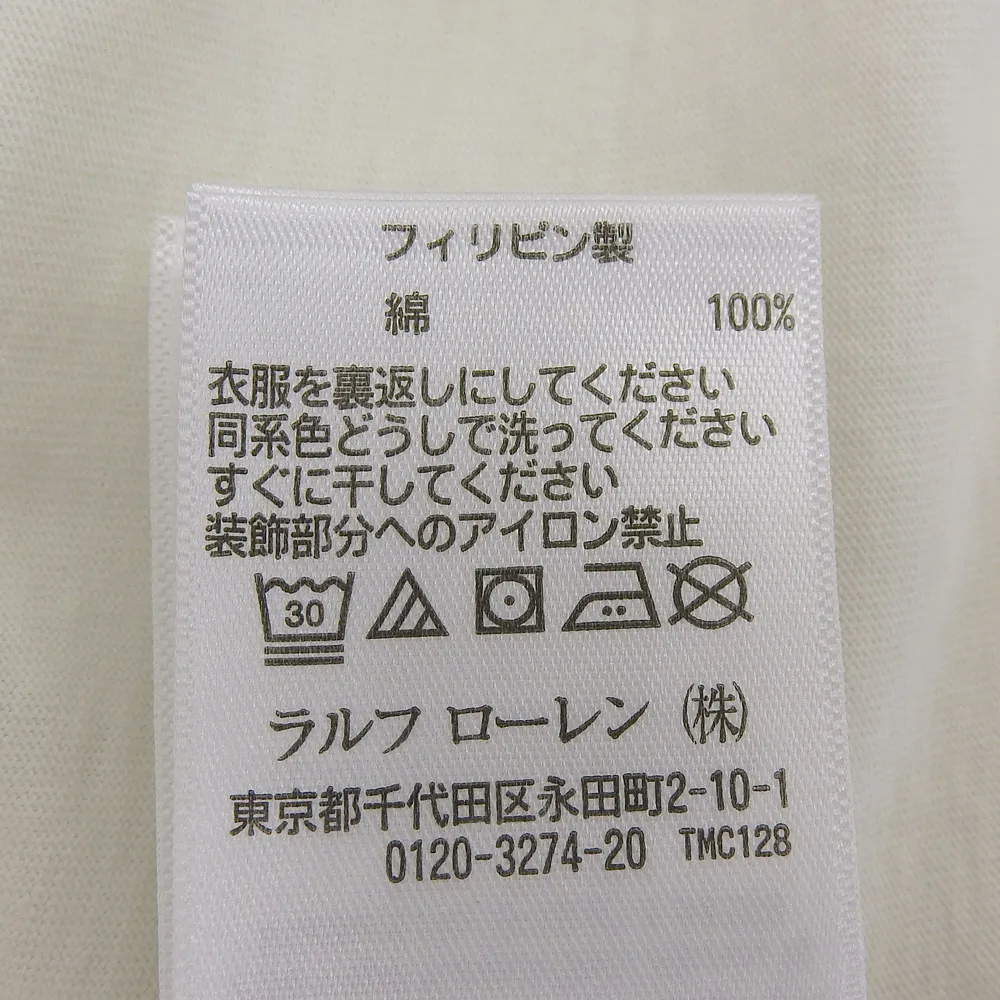 フィリピン製
綿 100%
衣服を裏返しにしてください
同系色どうしで洗ってください
すぐに干してください
装飾部分へのアイロン禁止
30
ラルフ ローレン (株)
東京都千代田区永田町2-10-1
0120-3274-20 TMC128